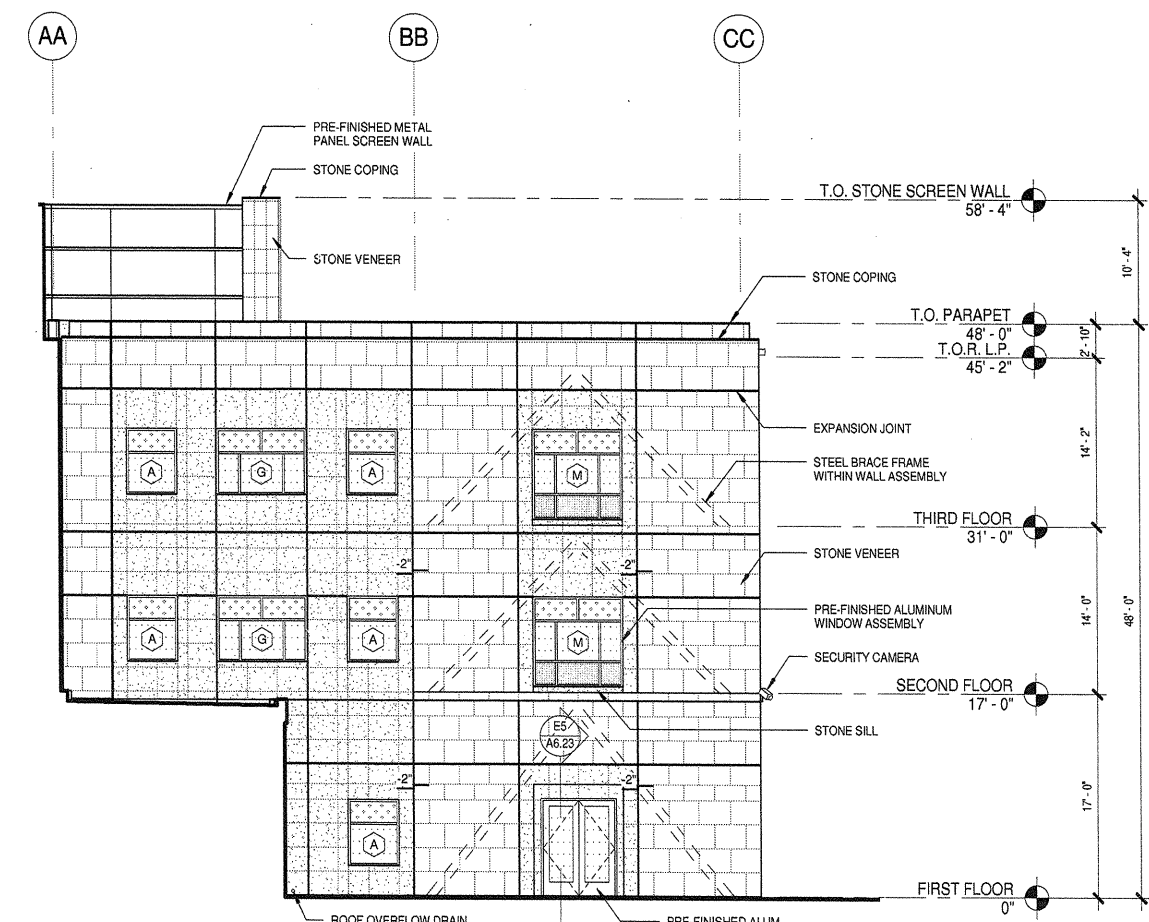 AA
BB
CC
PRE-FINISHED METAL
PANEL SCREEN WALL
STONE COPING
T.O. STONE SCREEN WALL
58' - 4"
STONE VENEER
10' - 4"
STONE COPING
T.O. PARAPET
48' - 0"
2' - 10"
T.O.R. L.P.
45' - 2"
EXPANSION JOINT
14' - 2"
A
G
A
M
STEEL BRACE FRAME
WITHIN WALL ASSEMBLY
THIRD FLOOR
31' - 0"
STONE VENEER
-2"
-2"
PRE-FINISHED ALUMINUM
WINDOW ASSEMBLY
14' - 0"
48' - 0"
A
G
A
M
SECURITY CAMERA
SECOND FLOOR
17' - 0"
STONE SILL
E5
A6.23
-2"
-2"
17' - 0"
A
FIRST FLOOR
0"
ROOF OVERFLOW DRAIN
PRE-FINISHED ALUM